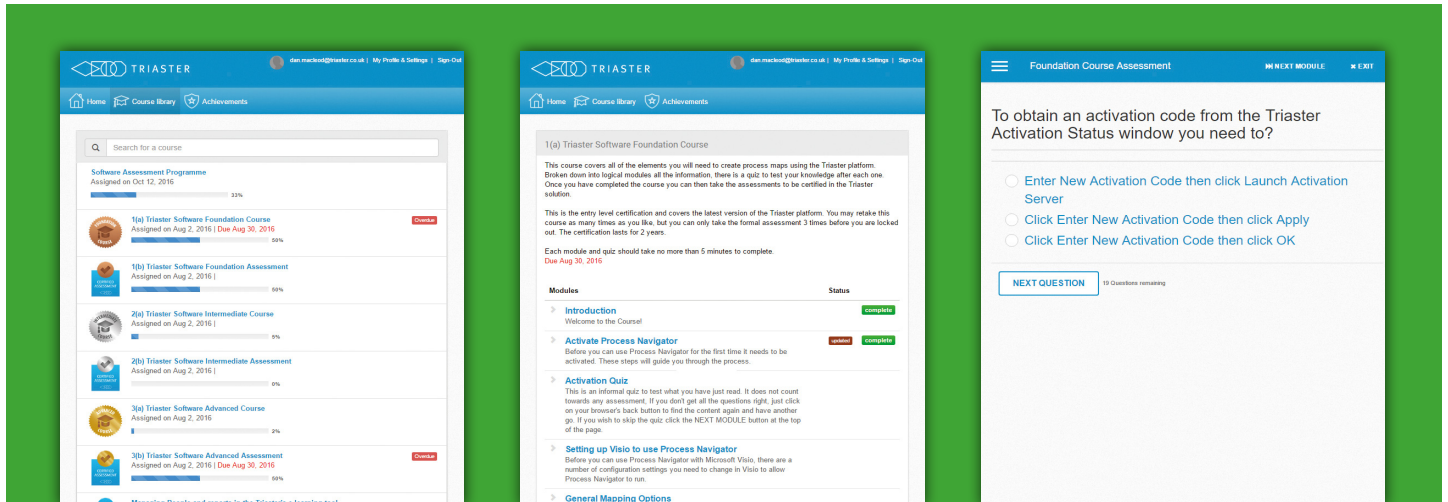 TRIASTER
dan.macleod@triaster.co.uk | My Profile & Settings | Sign-Out
Home Course library Achievements
Search for a course
Software Assessment Programme
Assigned on Oct 12, 2016
33%
1(a) Triaster Software Foundation Course
Overdue
Assigned on Aug 2, 2016 | Due Aug 30, 2016
50%
1(b) Triaster Software Foundation Assessment
Assigned on Aug 2, 2016 |
50%
2(a) Triaster Software Intermediate Course
Assigned on Aug 2, 2016 |
5%
2(b) Triaster Software Intermediate Assessment
Assigned on Aug 2, 2016 |
0%
3(a) Triaster Software Advanced Course
Assigned on Aug 2, 2016
2%
3(b) Triaster Software Advanced Assessment
Overdue
Assigned on Aug 2, 2016 | Due Aug 30, 2016
50%
TRIASTER
dan.macleod@triaster.co.uk | My Profile & Settings | Sign-Out
Home Course library Achievements
1(a) Triaster Software Foundation Course
This course covers all of the elements you will need to create process maps using the Triaster platform.
Broken down into logical modules all the information, there is a quiz to test your knowledge after each one.
Once you have completed the course you can then take the assessments to be certified in the Triaster
solution.
This is the entry level certification and covers the latest version of the Triaster platform. You may retake this
course as many times as you like, but you can only take the formal assessment 3 times before you are locked
out. The certification lasts for 2 years.
Each module and quiz should take no more than 5 minutes to complete.
Due Aug 30, 2016
Modules Status
Introduction complete
Welcome to the Course!
Activate Process Navigator updated complete
Before you can use Process Navigator for the first time it needs to be
activated. These steps will guide you through the process.
Activation Quiz
This is an informal quiz to test what you have just read. It does not count
towards any assessment, If you don't get all the questions right, just click
on your browser's back button to find the content again and have another
go. If you wish to skip the quiz click the NEXT MODULE button at the top
of the page.
Setting up Visio to use Process Navigator
Before you can use Process Navigator with Microsoft Visio, there are a
number of configuration settings you need to change in Visio to allow
Process Navigator to run.
General Mapping Options
Foundation Course Assessment NEXT MODULE EXIT
To obtain an activation code from the Triaster
Activation Status window you need to?
Enter New Activation Code then click Launch Activation
Server
Click Enter New Activation Code then click Apply
Click Enter New Activation Code then click OK
NEXT QUESTION 19 Questions remaining